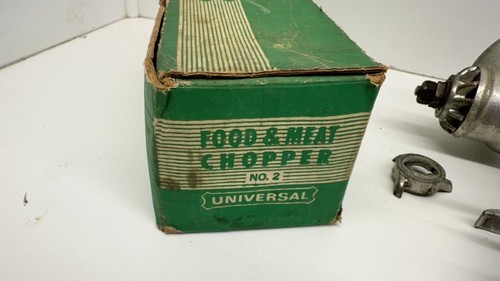 FOOD & MEAT
CHOPPER
NO. 2
UNIVERSAL